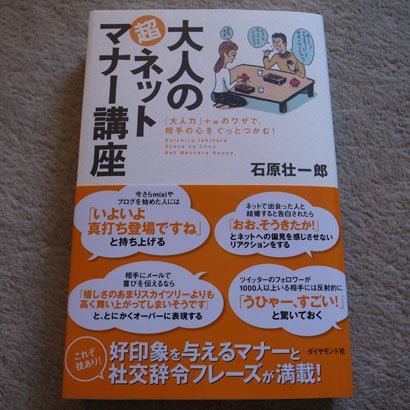 大人の
超ネット
マナー講座
「大人力」+αのワザで、
相手の心をぐっとつかむ!
石原壮一郎
今さらmixiや
ブログを始めた人には
「いよいよ
真打ち登場ですね」
と持ち上げる
ネットで出会った人と
結婚すると告白されたら
「おお、そうきたか!」
とネットへの偏見を感じさせない
リアクションをする
相手にメールで
喜びを伝えるなら
「嬉しさのあまりスカイツリーよりも
高く舞い上がってしまいそうです」
と、とにかくオーバーに表現する
ツイッターのフォロワーが
1000人以上いる相手には反射的に
「うひゃー、すごい!」
と驚いておく
ダイヤモンド社
これぞ
技あり!
好印象を与えるマナーと
社交辞令フレーズが満載!